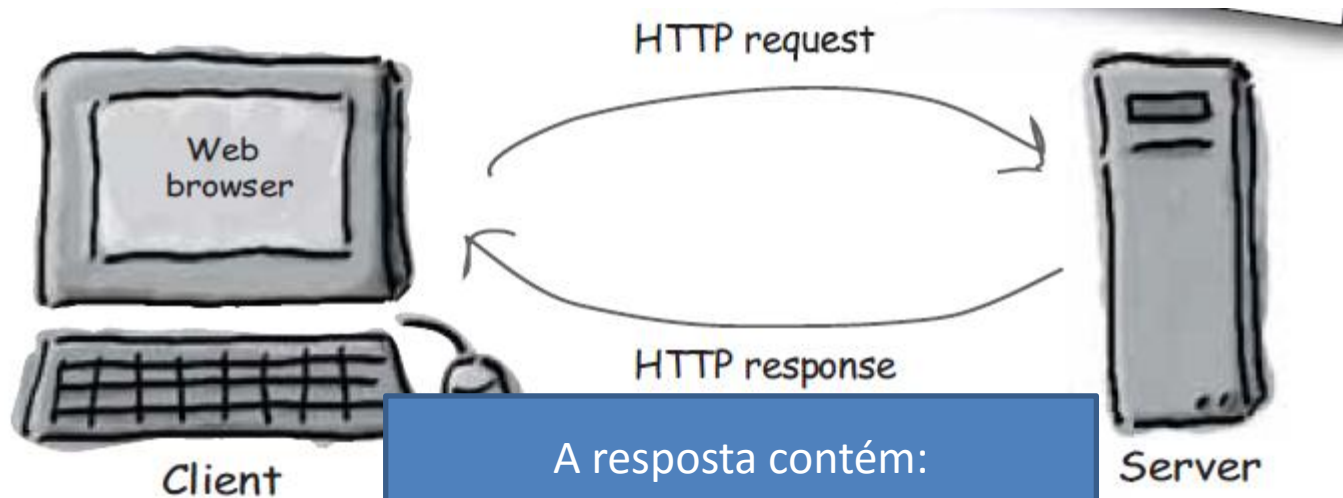 HTTP request
Web
browser
HTTP response
A resposta contém:
Client
Server